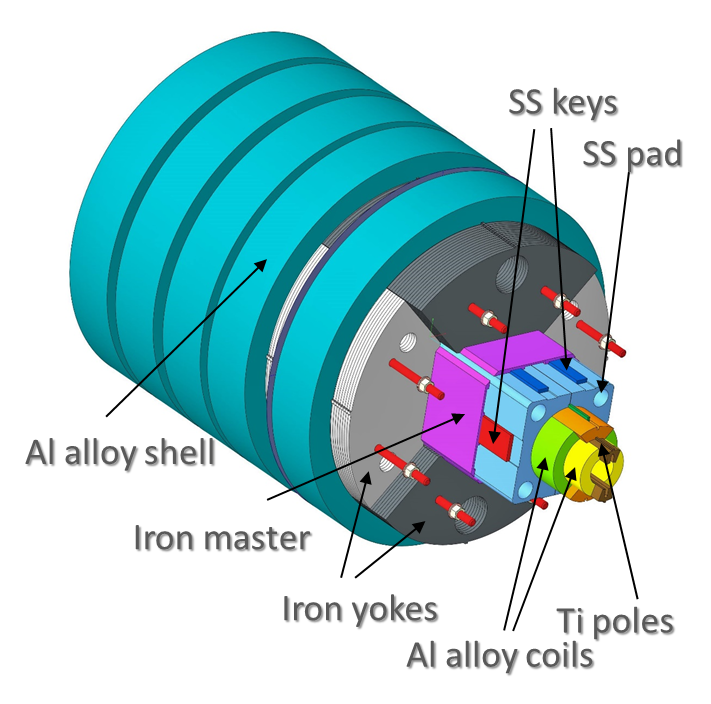 SS keys
SS pad
Al alloy shell
Iron master
Iron yokes
Ti poles
Al alloy coils